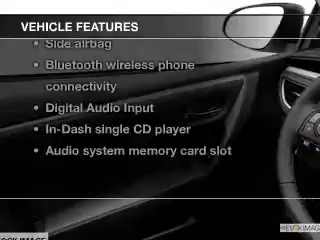 VEHICLE FEATURES
• Side airbag
• Bluetooth wireless phone
connectivity
• Digital Audio Input
• In-Dash single CD player
• Audio system memory card slot